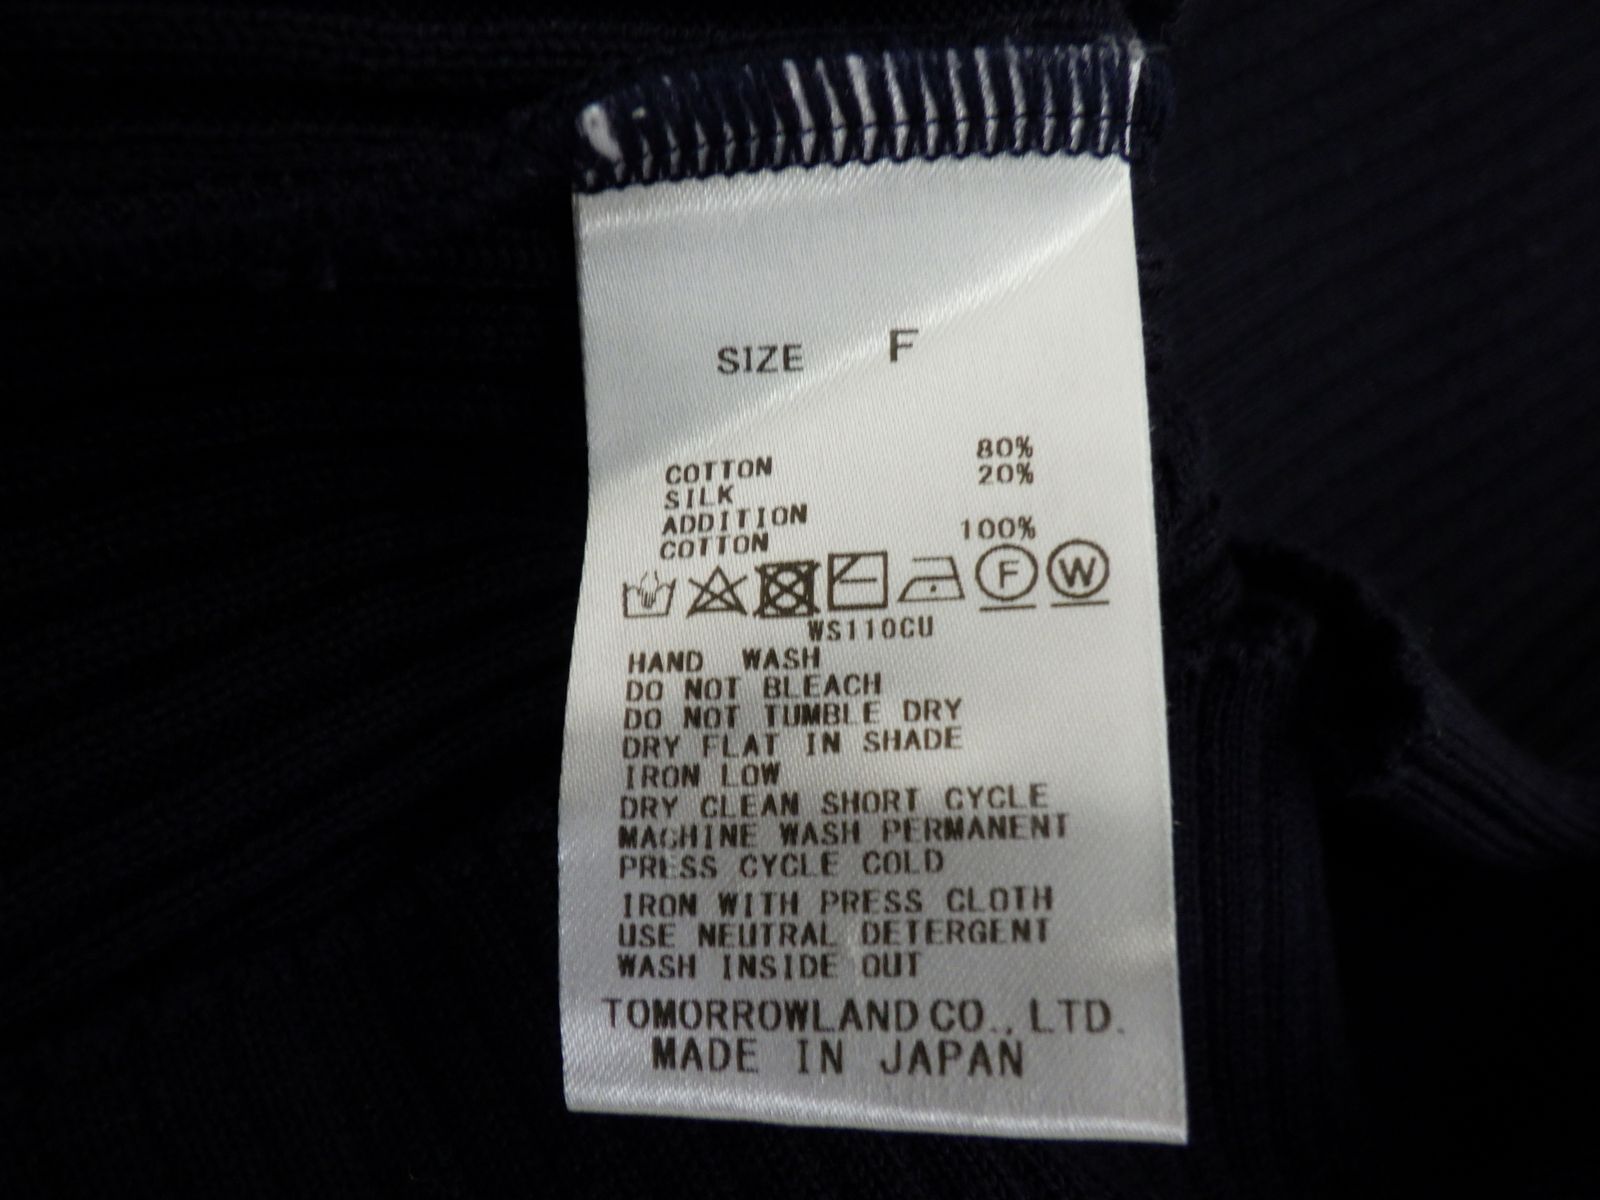 SIZE F
COTTON 80%
SILK 20%
ADDITION
COTTON 100%
F W
WS110CU
HAND WASH
DO NOT BLEACH
DO NOT TUMBLE DRY
DRY FLAT IN SHADE
IRON LOW
DRY CLEAN SHORT CYCLE
MACHINE WASH PERMANENT
PRESS CYCLE COLD
IRON WITH PRESS CLOTH
USE NEUTRAL DETERGENT
WASH INSIDE OUT
TOMORROWLAND CO., LTD.
MADE IN JAPAN